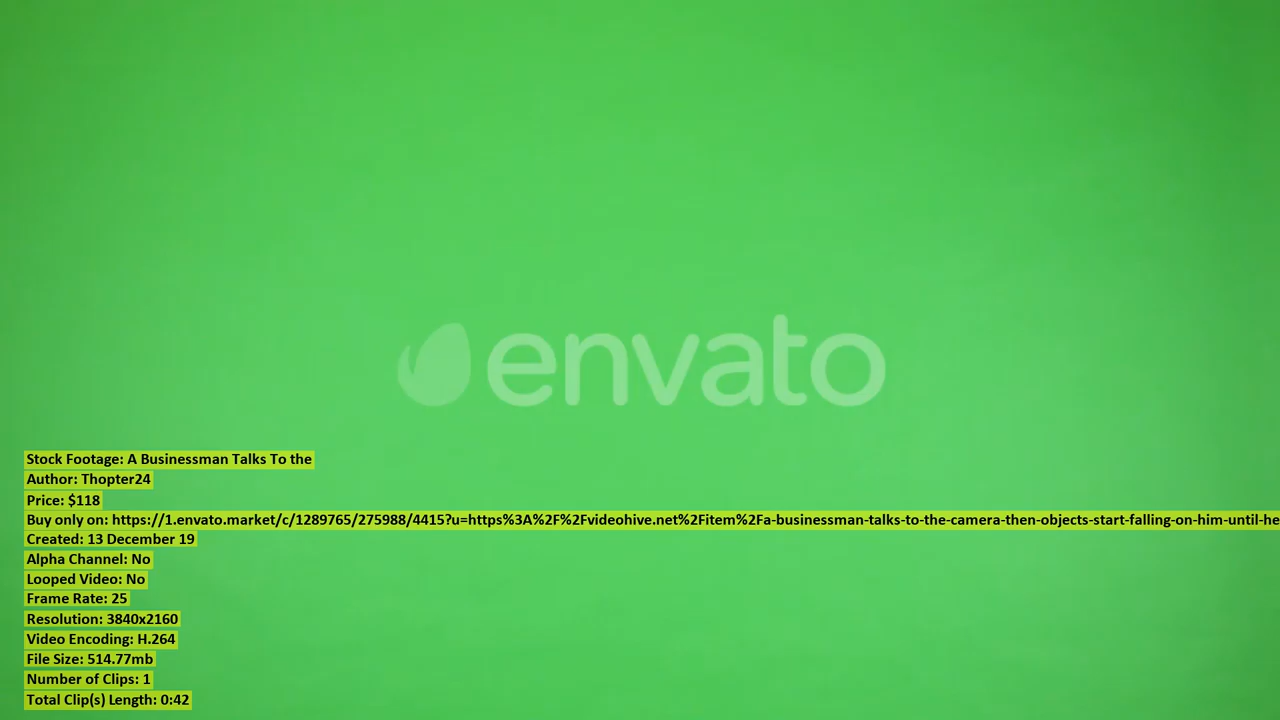 envato
Stock Footage: A Businessman Talks To the
Author: Thopter24
Price: $118
Buy only on: https://1.envato.market/c/1289765/275988/4415?u=https%3A%2F%2Fvideohive.net%2Fitem%2Fa-businessman-talks-to-the-camera-then-objects-start-falling-on-him-until-he
Created: 13 December 19
Alpha Channel: No
Looped Video: No
Frame Rate: 25
Resolution: 3840x2160
Video Encoding: H.264
File Size: 514.77mb
Number of Clips: 1
Total Clip(s) Length: 0:42